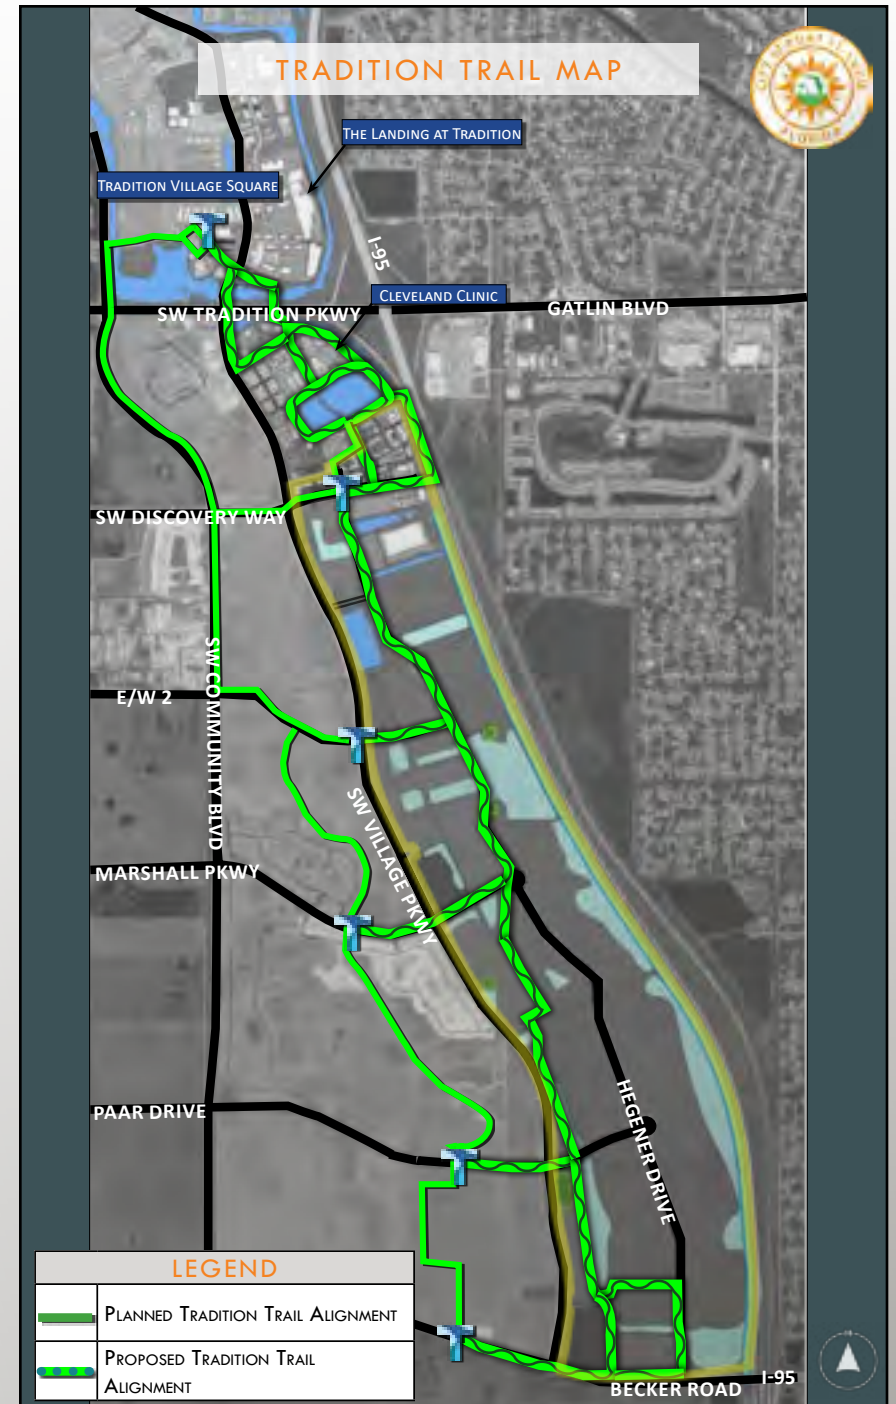 TRADITION TRAIL MAP
THE LANDING AT TRADITION
TRADITION VILLAGE SQUARE
I-95
CLEVELAND CLINIC
SW TRADITION PKWY
GATLIN BLVD
SW DISCOVERY WAY
SW COMMUNITY BLVD
E/W 2
SW VILLAGE PKWY
MARSHALL PKWY
HEGENER DRIVE
PAAR DRIVE
LEGEND
PLANNED TRADITION TRAIL ALIGNMENT
PROPOSED TRADITION TRAIL
ALIGNMENT
I-95
BECKER ROAD